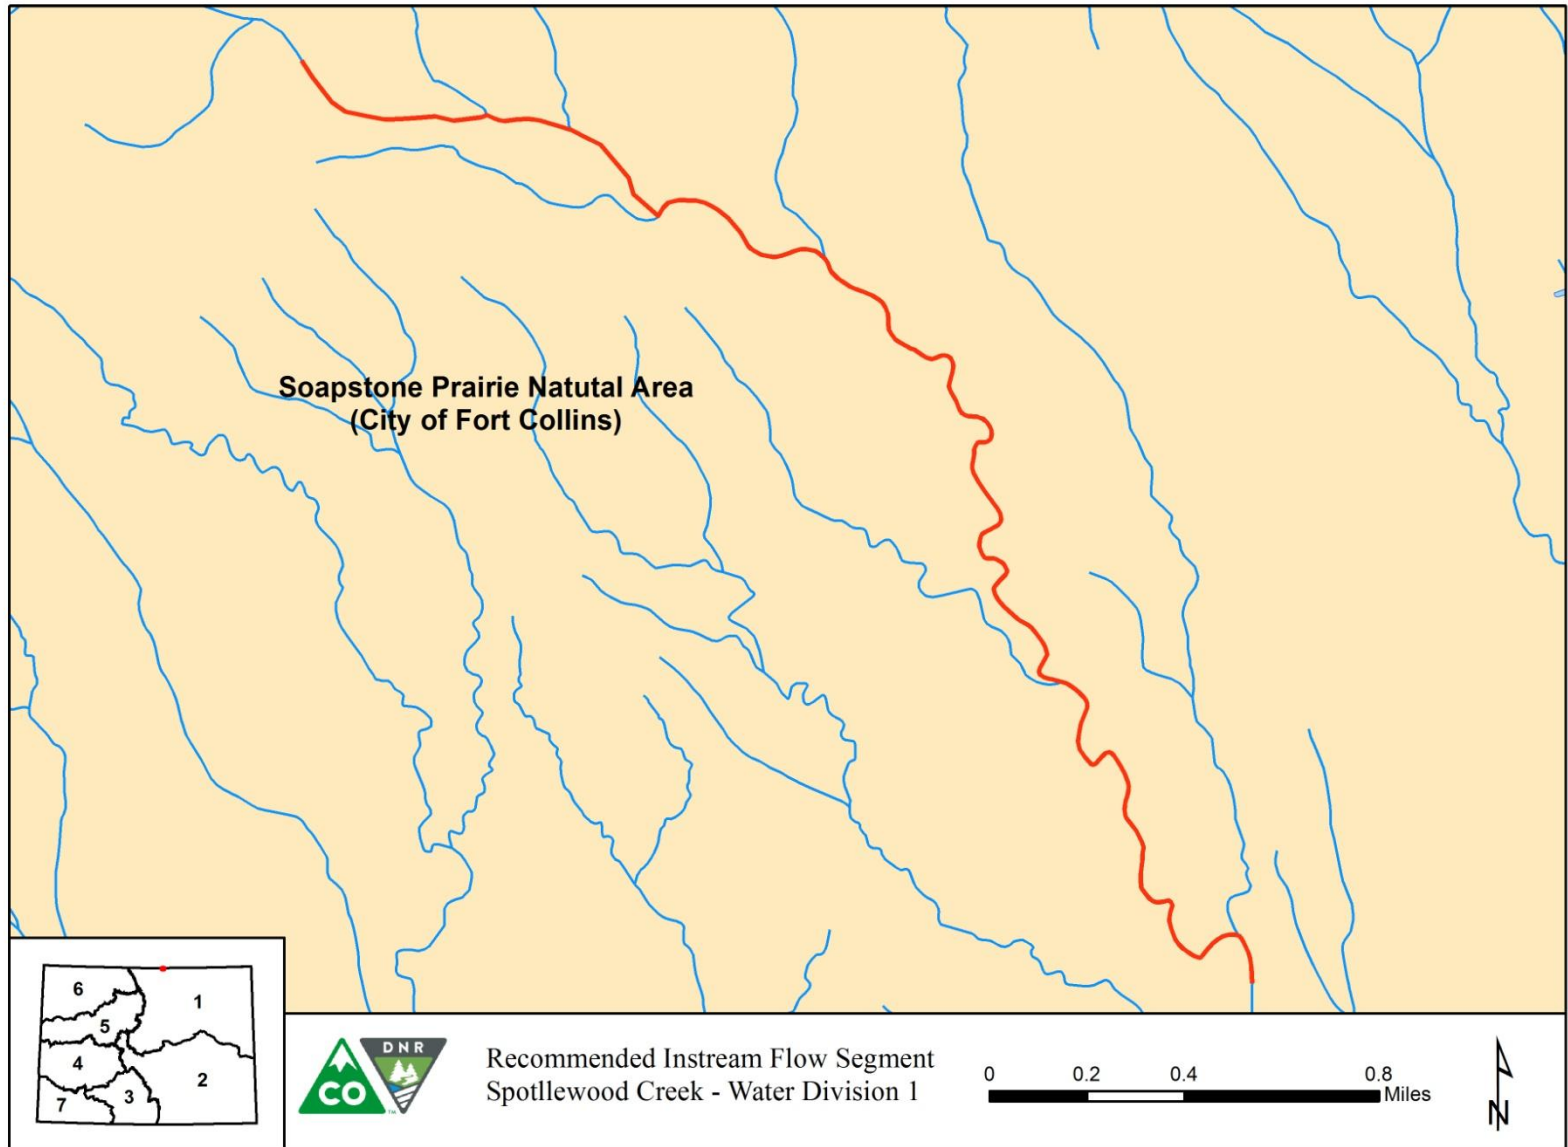 Soapstone Prairie Natutal Area
(City of Fort Collins)
6
1
5
4
2
3
7
CO
DNR
Recommended Instream Flow Segment
Spotllewood Creek - Water Division 1
0 0.2 0.4 0.8
Miles
N